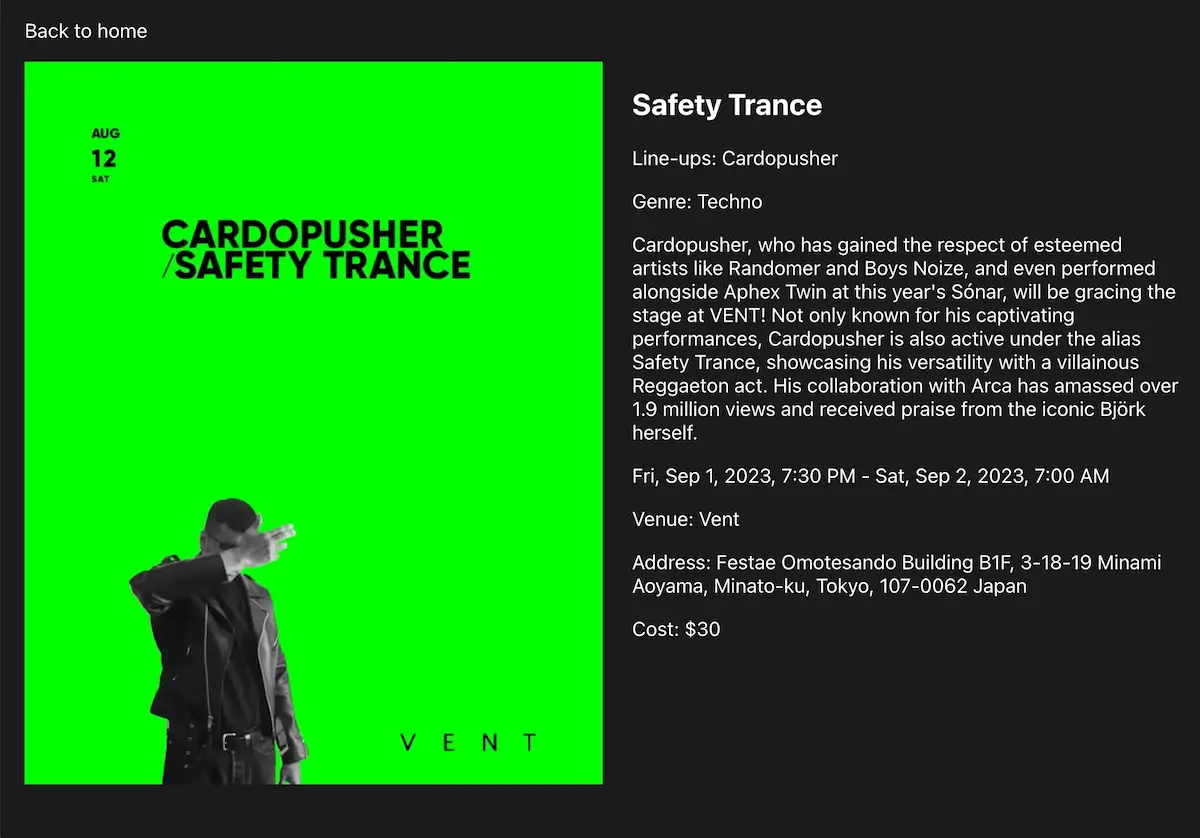 Back to home
AUG
12
SAT
CARDOPUSHER
/SAFETY TRANCE
V E N T
Safety Trance
Line-ups: Cardopusher
Genre: Techno
Cardopusher, who has gained the respect of esteemed
artists like Randomer and Boys Noize, and even performed
alongside Aphex Twin at this year's Sónar, will be gracing the
stage at VENT! Not only known for his captivating
performances, Cardopusher is also active under the alias
Safety Trance, showcasing his versatility with a villainous
Reggaeton act. His collaboration with Arca has amassed over
1.9 million views and received praise from the iconic Björk
herself.
Fri, Sep 1, 2023, 7:30 PM - Sat, Sep 2, 2023, 7:00 AM
Venue: Vent
Address: Festae Omotesando Building B1F, 3-18-19 Minami
Aoyama, Minato-ku, Tokyo, 107-0062 Japan
Cost: $30